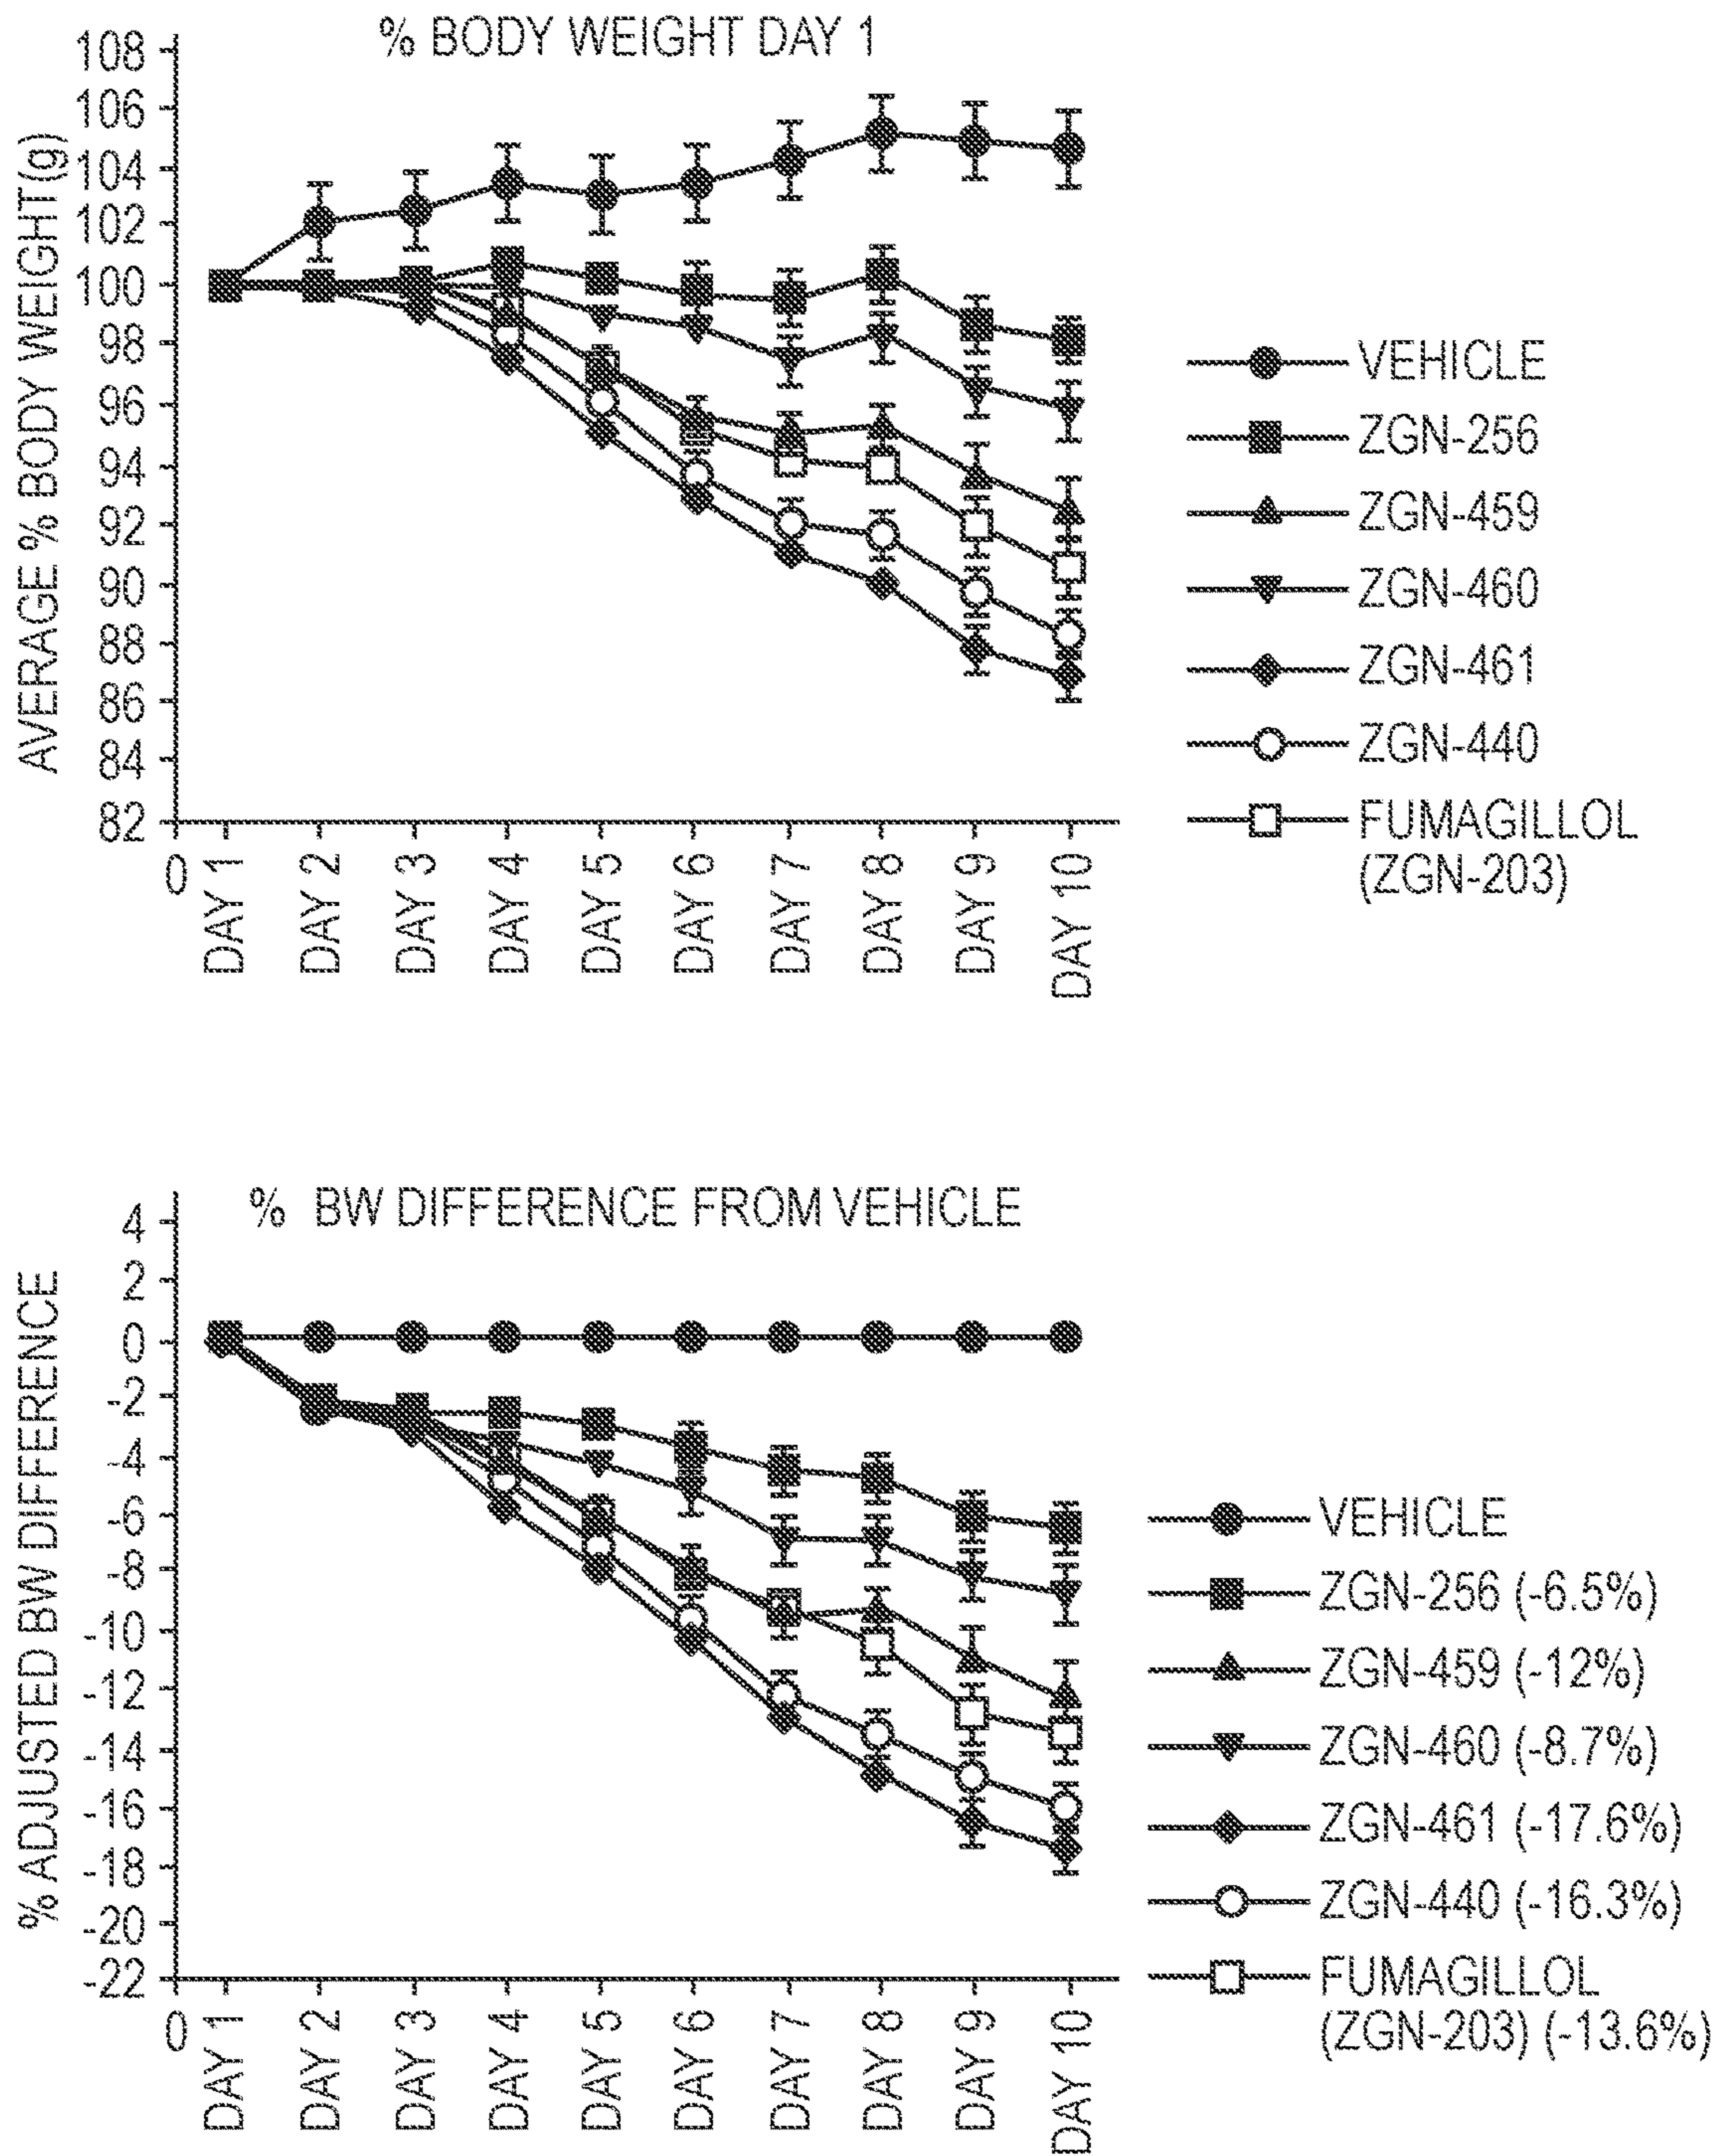 % BODY WEIGHT DAY 1
AVERAGE % BODY WEIGHT(g)
108
106
104
102
100
98
96
94
92
90
88
86
84
82
0
DAY 1
DAY 2
DAY 3
DAY 4
DAY 5
DAY 6
DAY 7
DAY 8
DAY 9
DAY 10
VEHICLE
ZGN-256
ZGN-459
ZGN-460
ZGN-461
ZGN-440
FUMAGILLOL
(ZGN-203)
% BW DIFFERENCE FROM VEHICLE
% ADJUSTED BW DIFFERENCE
4
2
0
-2
-4
-6
-8
-10
-12
-14
-16
-18
-20
-22
0
DAY 1
DAY 2
DAY 3
DAY 4
DAY 5
DAY 6
DAY 7
DAY 8
DAY 9
DAY 10
VEHICLE
ZGN-256 (-6.5%)
ZGN-459 (-12%)
ZGN-460 (-8.7%)
ZGN-461 (-17.6%)
ZGN-440 (-16.3%)
FUMAGILLOL
(ZGN-203) (-13.6%)